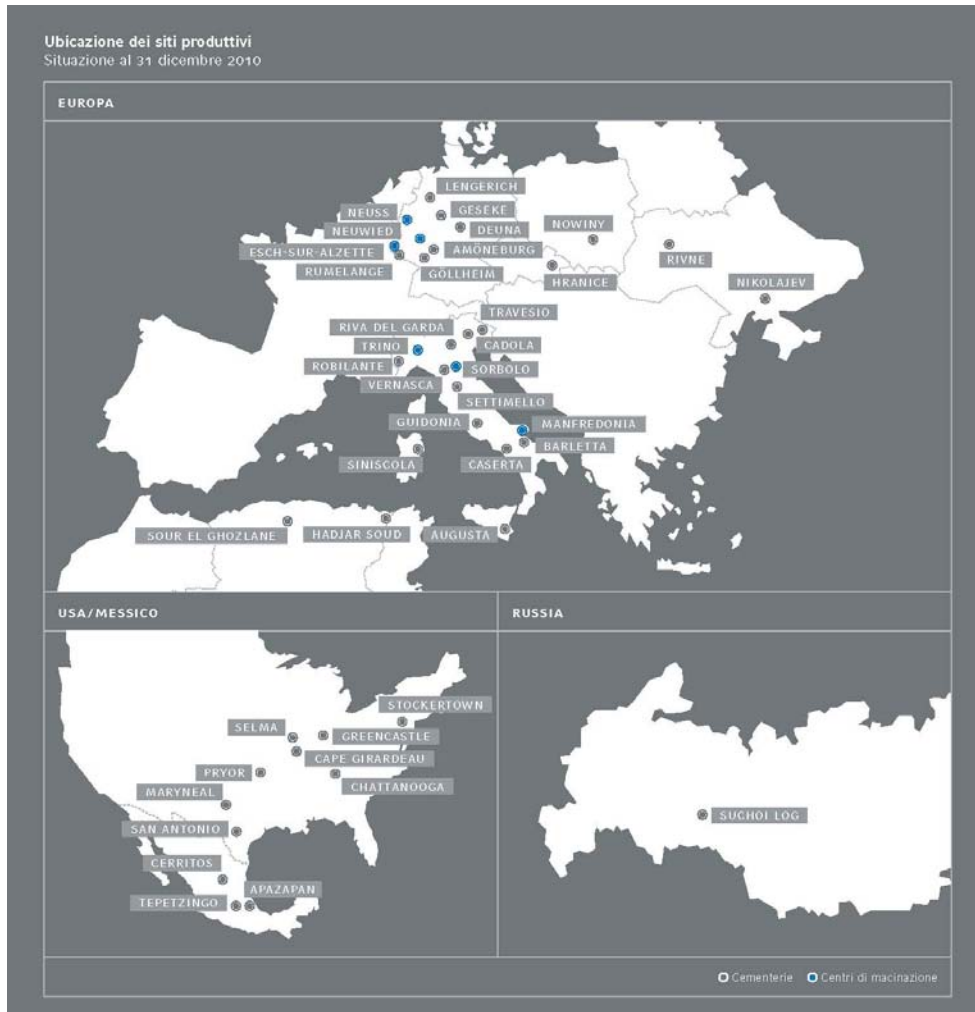 Ubicazione dei siti produttivi
Situazione al 31 dicembre 2010
EUROPA
LENGERICH
NEUSS
GESEKE
NEUWIED
DEUNA
NOWINY
ESCH-SUR-ALZETTE
AMÖNEBURG
RIVNE
RUMELANGE
GÖLLHEIM
HRANICE
NIKOLAJEV
TRAVESIO
RIVA DEL GARDA
TRINO
CADOLA
ROBILANTE
SORBOLO
VERNASCA
SETTIMELLO
GUIDONIA
MANFREDONIA
BARLETTA
SINISCOLA
CASERTA
SOUR EL GHOZLANE
HADJAR SOUD
AUGUSTA
USA/MESSICO
STOCKERTOWN
SELMA
GREENCASTLE
CAPE GIRARDEAU
PRYOR
CHATTANOOGA
MARYNEAL
SAN ANTONIO
CERRITOS
APAZAPAN
TEPETZINGO
RUSSIA
SUCHOI LOG
Cementerie
Centri di macinazione